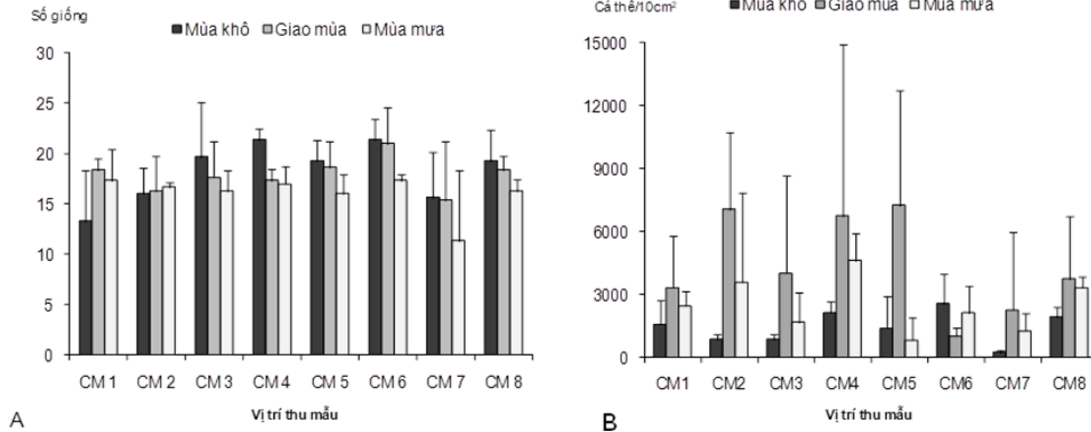 Số giống
Mùa khô Giao mùa Mùa mưa
30
25
20
15
10
5
0
CM 1 CM 2 CM 3 CM 4 CM 5 CM 6 CM 7 CM 8
Vị trí thu mẫu
A
Cá thể/10cm²
Mùa khô Giao mùa Mùa mưa
15000
12000
9000
6000
3000
0
CM1 CM2 CM3 CM4 CM5 CM6 CM7 CM8
Vị trí thu mẫu
B